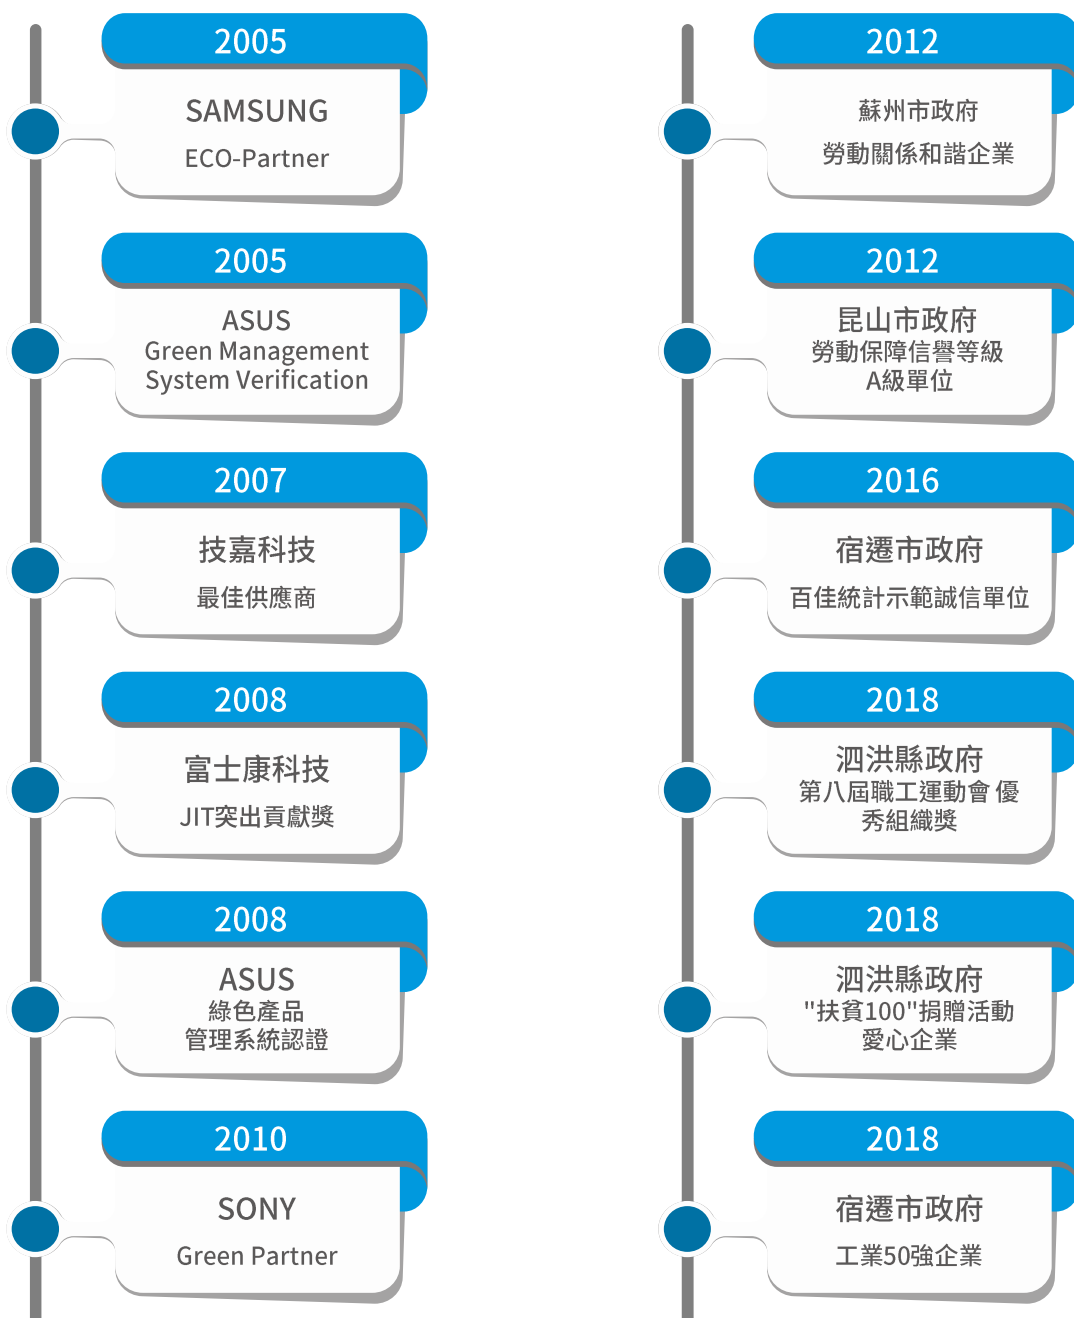 2005
SAMSUNG
ECO-Partner
2005
ASUS
Green Management
System Verification
2007
技嘉科技
最佳供應商
2008
富士康科技
JIT突出貢獻獎
2008
ASUS
綠色產品
管理系統認證
2010
SONY
Green Partner
2012
蘇州市政府
勞動關係和諧企業
2012
昆山市政府
勞動保障信譽等級
A級單位
2016
宿遷市政府
百佳統計示範誠信單位
2018
泗洪縣政府
第八屆職工運動會 優
秀組織獎
2018
泗洪縣政府
"扶貧100"捐贈活動
愛心企業
2018
宿遷市政府
工業50強企業